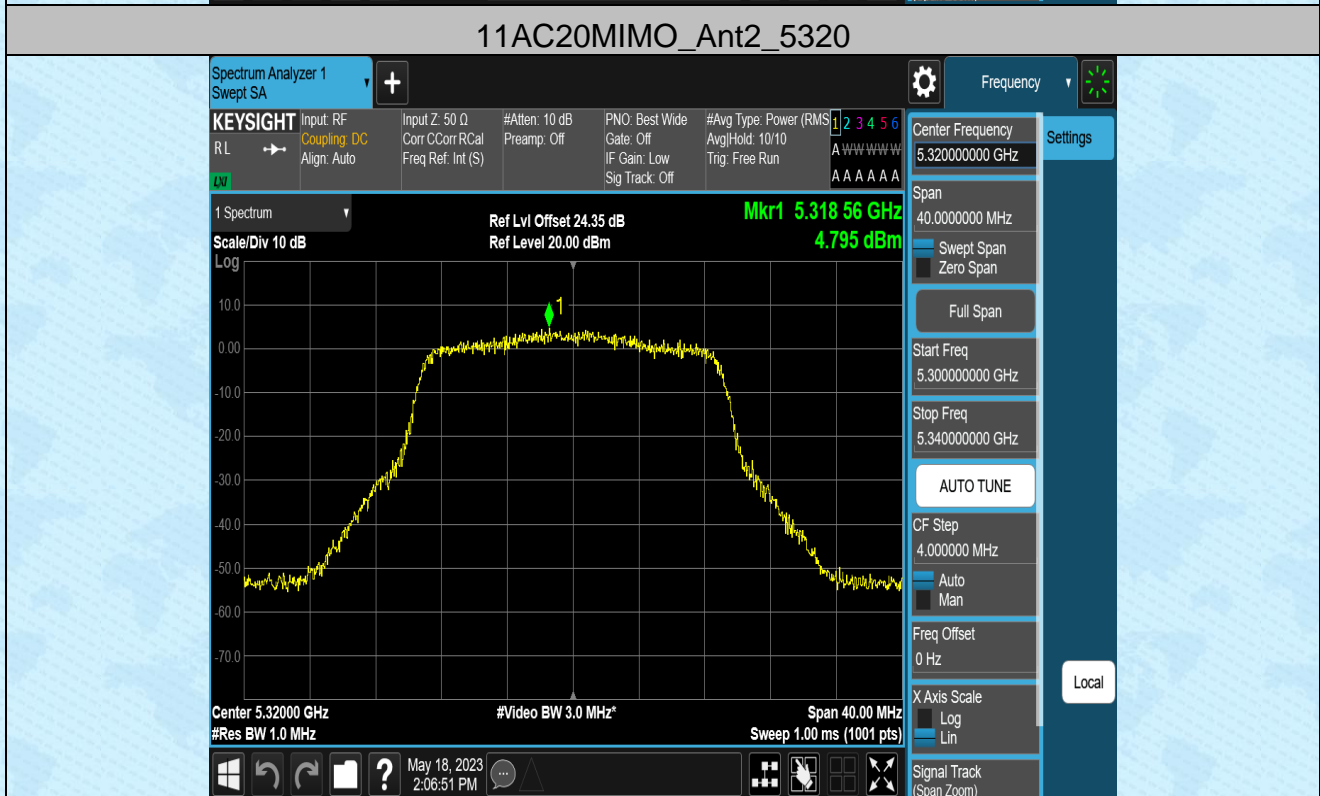 11AC20MIMO_Ant2_5320
Spectrum Analyzer 1
Swept SA
Frequency
KEYSIGHT
RL
LXI
Input: RF
Coupling: DC
Align: Auto
Input Z: 50 Ω
Corr CCorr RCal
Freq Ref: Int (S)
#Atten: 10 dB
Preamp: Off
PNO: Best Wide
Gate: Off
IF Gain: Low
Sig Track: Off
#Avg Type: Power (RMS
Avg|Hold: 10/10
Trig: Free Run
1 2 3 4 5 6
A W W W W W
A A A A A A
Center Frequency
5.320000000 GHz
Settings
Span
40.0000000 MHz
Swept Span
Zero Span
Full Span
Start Freq
5.300000000 GHz
Stop Freq
5.340000000 GHz
AUTO TUNE
CF Step
4.000000 MHz
Auto
Man
Freq Offset
0 Hz
X Axis Scale
Log
Lin
Signal Track
(Span Zoom)
Local
1 Spectrum
Scale/Div 10 dB
Log
Ref Lvl Offset 24.35 dB
Ref Level 20.00 dBm
Mkr1 5.318 56 GHz
4.795 dBm
1
10.0
0.00
-10.0
-20.0
-30.0
-40.0
-50.0
-60.0
-70.0
Center 5.32000 GHz
#Res BW 1.0 MHz
#Video BW 3.0 MHz*
Span 40.00 MHz
Sweep 1.00 ms (1001 pts)
?
May 18, 2023
2:06:51 PM